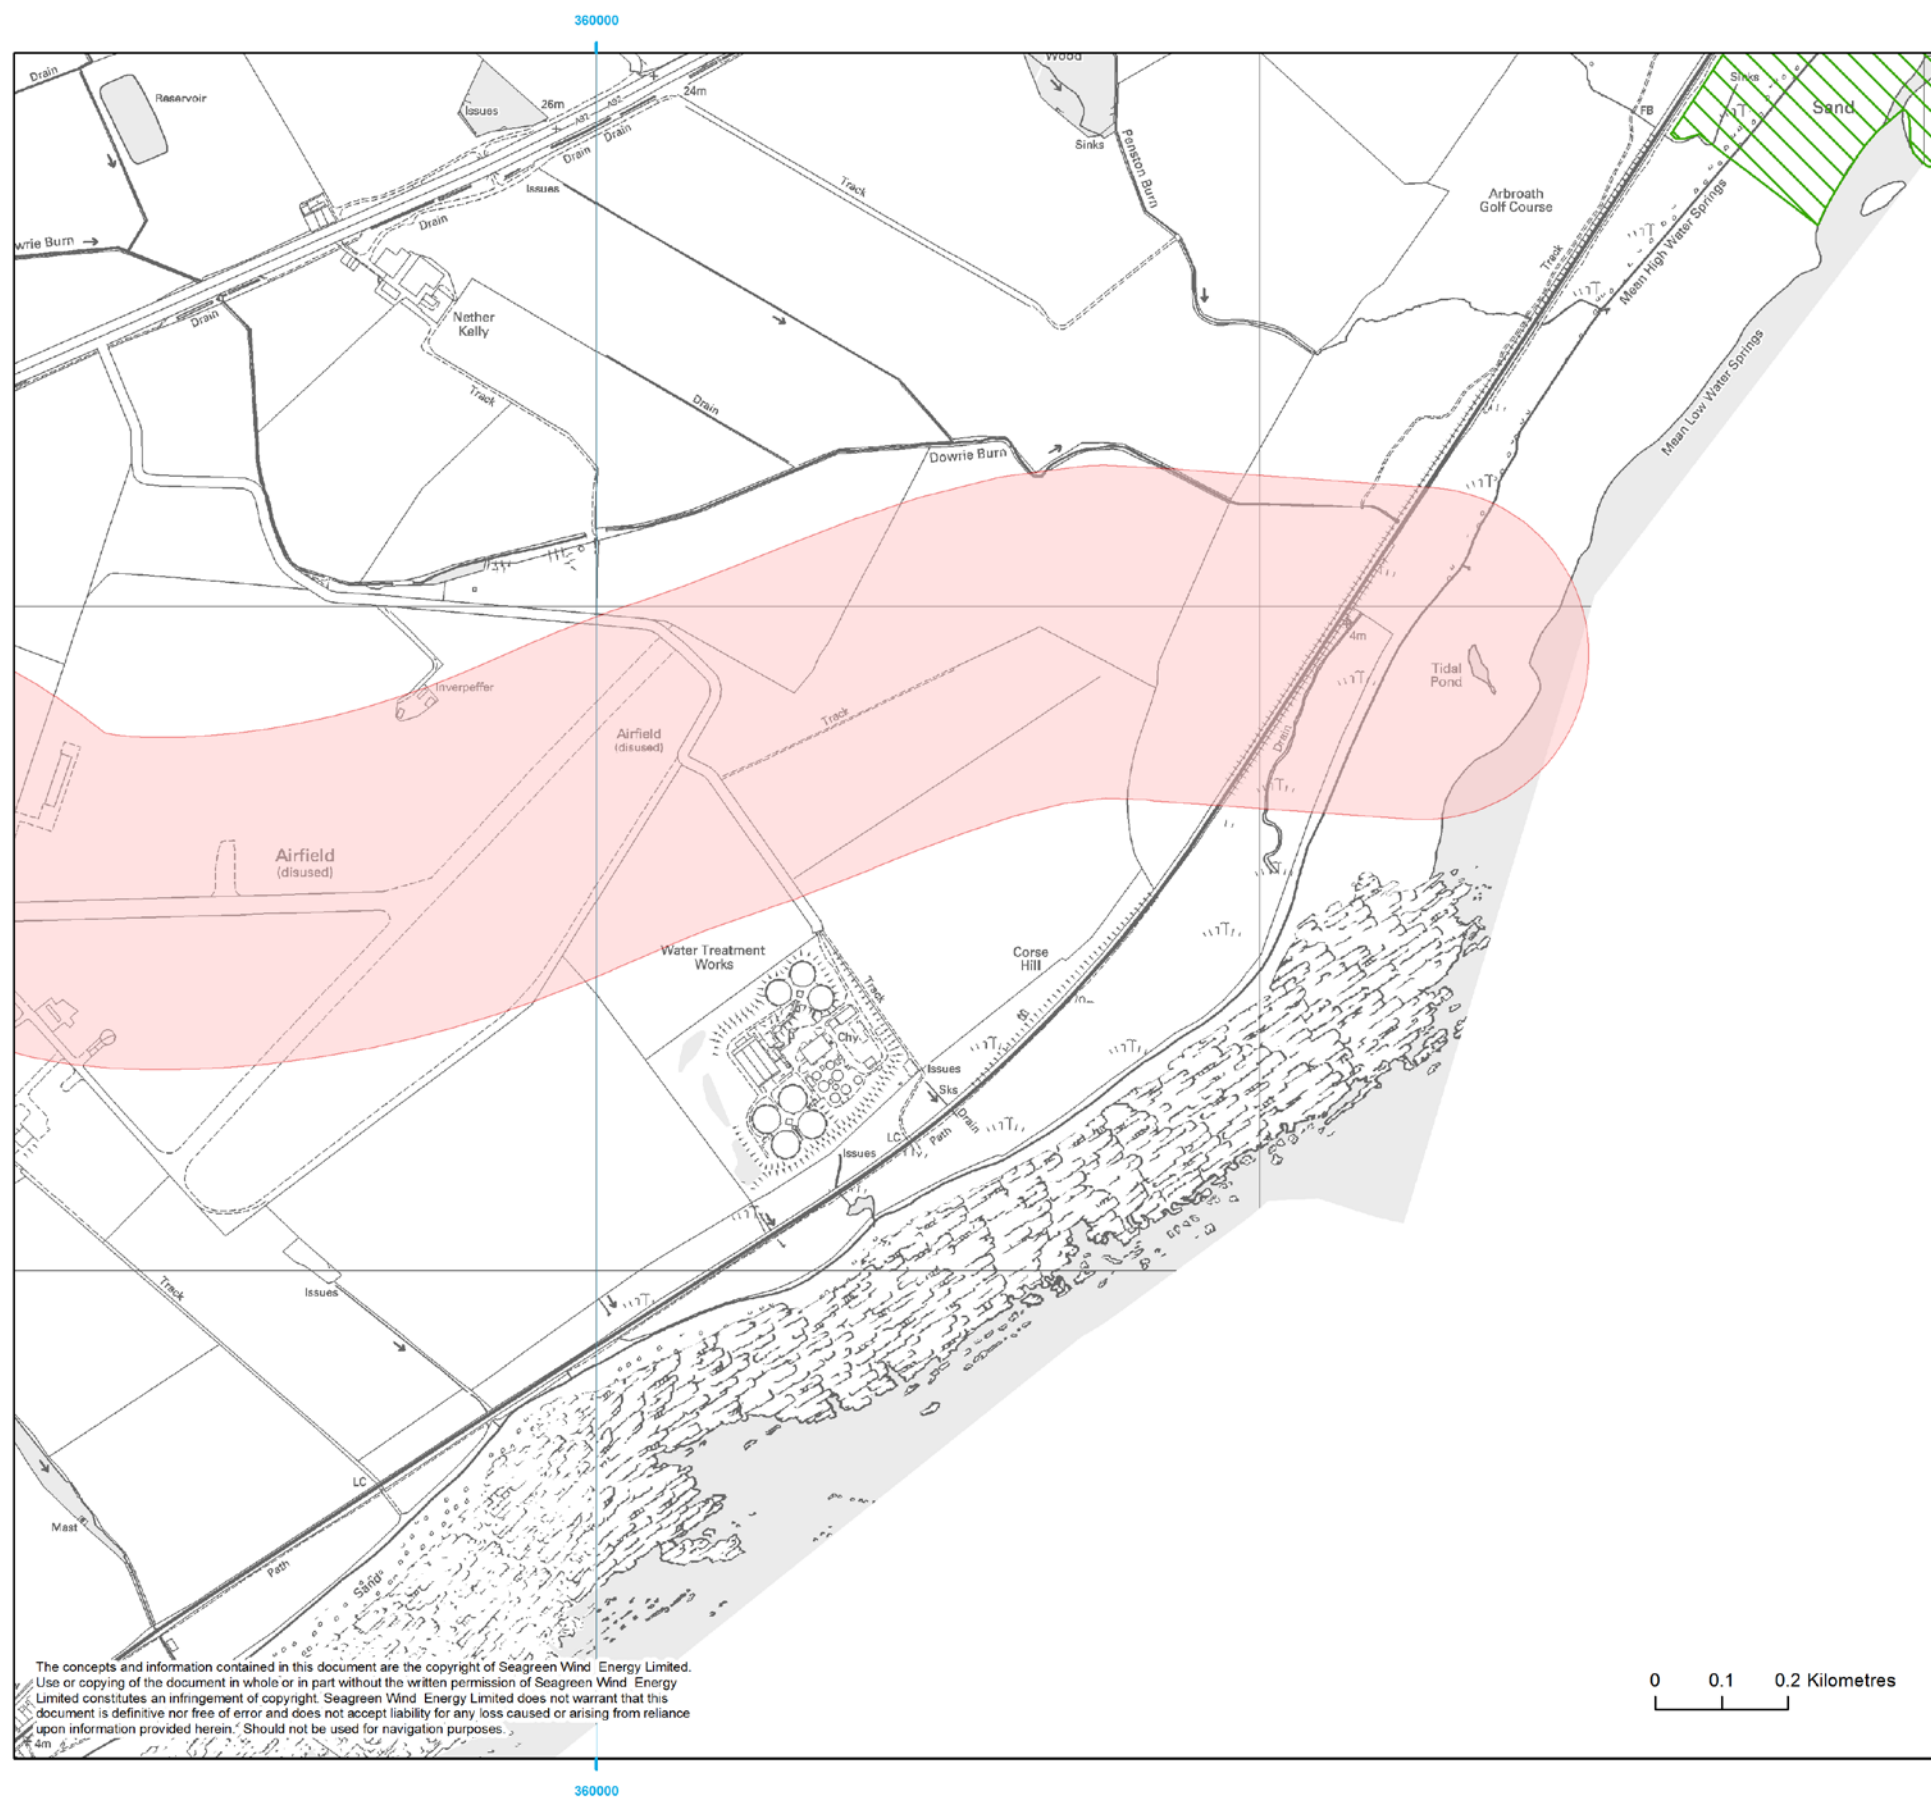 360000
Wood
Drain
Reservoir
Issues
26m
A92
24m
A92
Drain
Drain
Sinks
Sinks
Sand
FB
Penston Burn
Track
Issues
Arbroath
Golf Course
Drain
Mean High Water Springs
Track
Drain
Nether
Kelly
Mean Low Water Springs
Track
Drain
Dowrie Burn
4m
Tidal
Pond
Inverpeffer
Track
Airfield
(disused)
Drain
Airfield
(disused)
Water Treatment
Works
Corse
Hill
Track
Chy
Issues
Sks
Drain
Path
LC
Issues
Track
Issues
LC
Mast
Path
Sand
The concepts and information contained in this document are the copyright of Seagreen Wind Energy Limited.
Use or copying of the document in whole or in part without the written permission of Seagreen Wind Energy
Limited constitutes an infringement of copyright. Seagreen Wind Energy Limited does not warrant that this
document is definitive nor free of error and does not accept liability for any loss caused or arising from reliance
upon information provided herein.' Should not be used for navigation purposes.
4m
0 0.1 0.2 Kilometres
360000